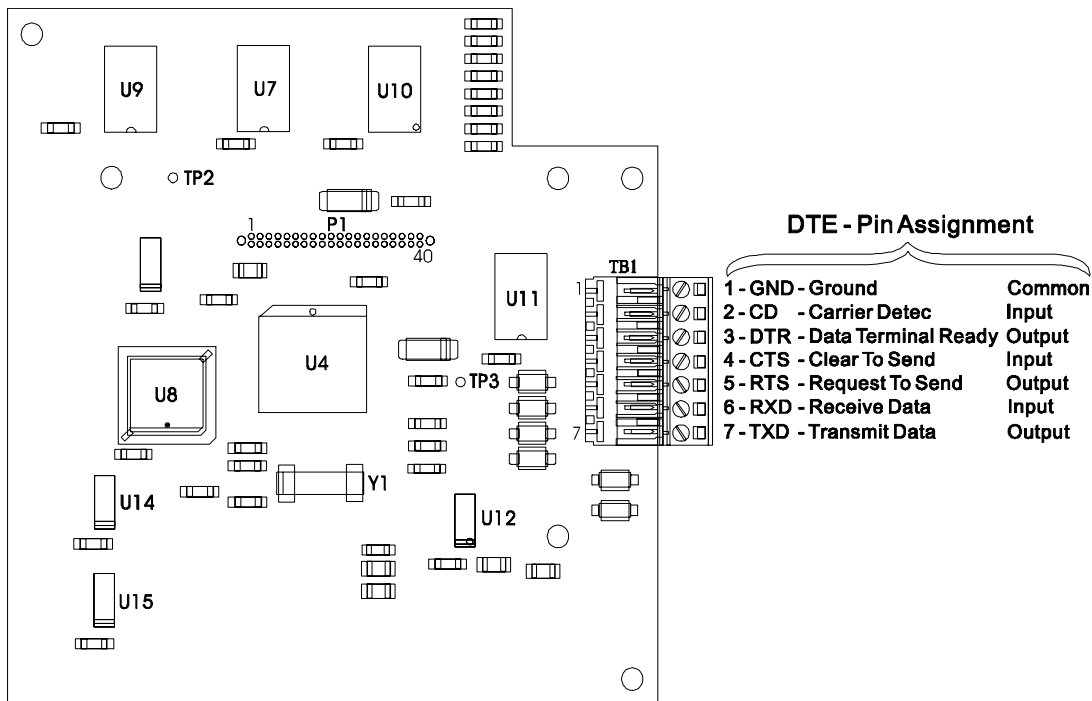 U9
U7
U10
TP2
1
P1
40
DTE - Pin Assignment
TB1
1
1 - GND - Ground Common
2 - CD - Carrier Detec Input
3 - DTR - Data Terminal Ready Output
4 - CTS - Clear To Send Input
5 - RTS - Request To Send Output
6 - RXD - Receive Data Input
7 - TXD - Transmit Data Output
7
U11
U4
U8
TP3
Y1
U14
U12
U15